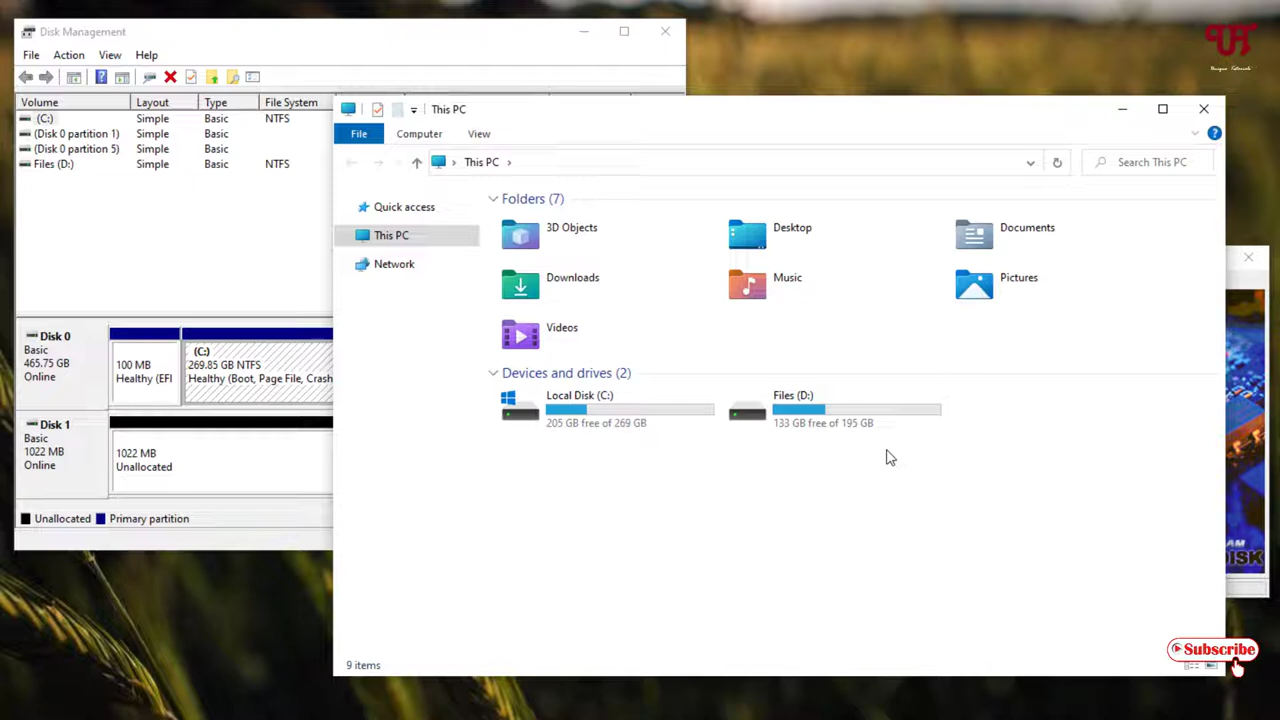 Disk Management
File Action View Help
Volume Layout Type File System
(C:) Simple Basic NTFS
(Disk 0 partition 1) Simple Basic
(Disk 0 partition 5) Simple Basic
Files (D:) Simple Basic NTFS
Disk 0
Basic
465.75 GB
Online
100 MB
Healthy (EFI
(C:)
269.85 GB NTFS
Healthy (Boot, Page File, Crash
Disk 1
Basic
1022 MB
Online
1022 MB
Unallocated
Unallocated Primary partition
This PC
File Computer View
This PC
Search This PC
Quick access
This PC
Network
Folders (7)
3D Objects
Desktop
Documents
Downloads
Music
Pictures
Videos
Devices and drives (2)
Local Disk (C:)
205 GB free of 269 GB
Files (D:)
133 GB free of 195 GB
9 items
Unique Tutorials
AM
DISK
Subscribe